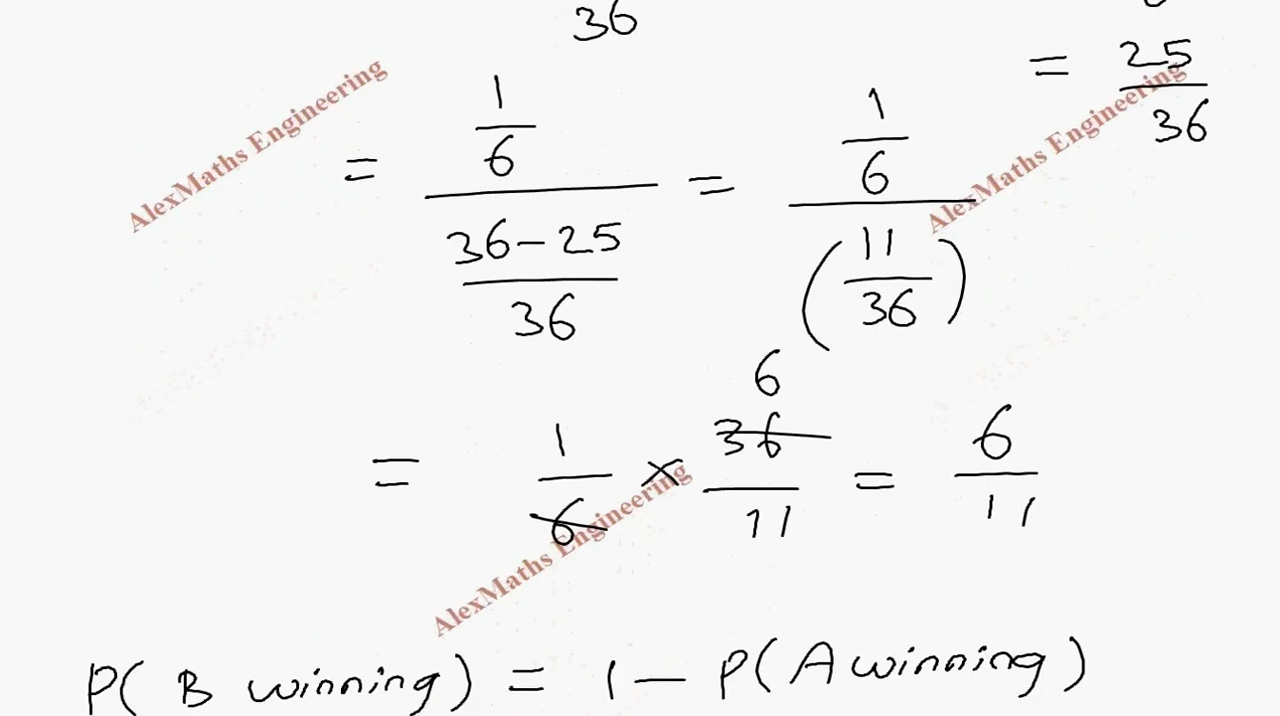 36
= 25/36
= (1/6)/((36-25)/36) = (1/6)/(11/36)
= 1/6 × 36/11 = 6/11
6
P(B winning) = 1 - P(A winning)
AlexMaths Engineering
AlexMaths Engineering
AlexMaths Engineering